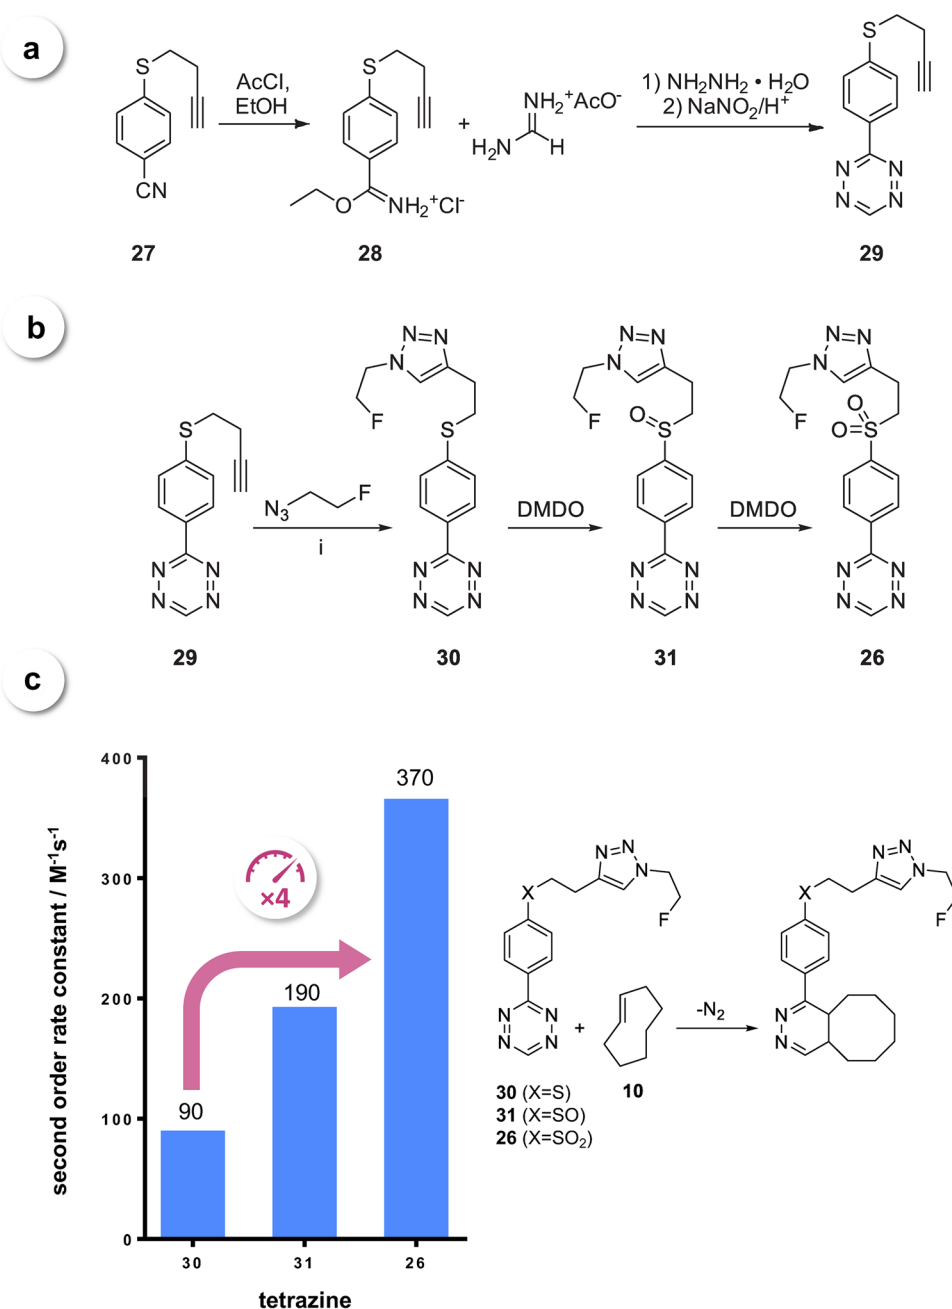 a
S
CN
27
AcCl,
EtOH
S
O
NH₂⁺Cl⁻
28
+
NH₂⁺AcO⁻
H₂N
H
1) NH₂NH₂ • H₂O
2) NaNO₂/H⁺
S
N N
N N
29
b
S
N N
N N
29
N₃
F
i
N=N
N
F
S
N N
N N
30
DMDO
N=N
N
F
O
S
N N
N N
31
DMDO
N=N
N
F
O
O
S
N N
N N
26
c
second order rate constant / M⁻¹s⁻¹
400
300
200
100
0
90
190
370
×4
30
31
26
tetrazine
N=N
N
F
X
N N
N N
+
10
30 (X=S)
31 (X=SO)
26 (X=SO₂)
-N₂
N=N
N
F
X
N
N